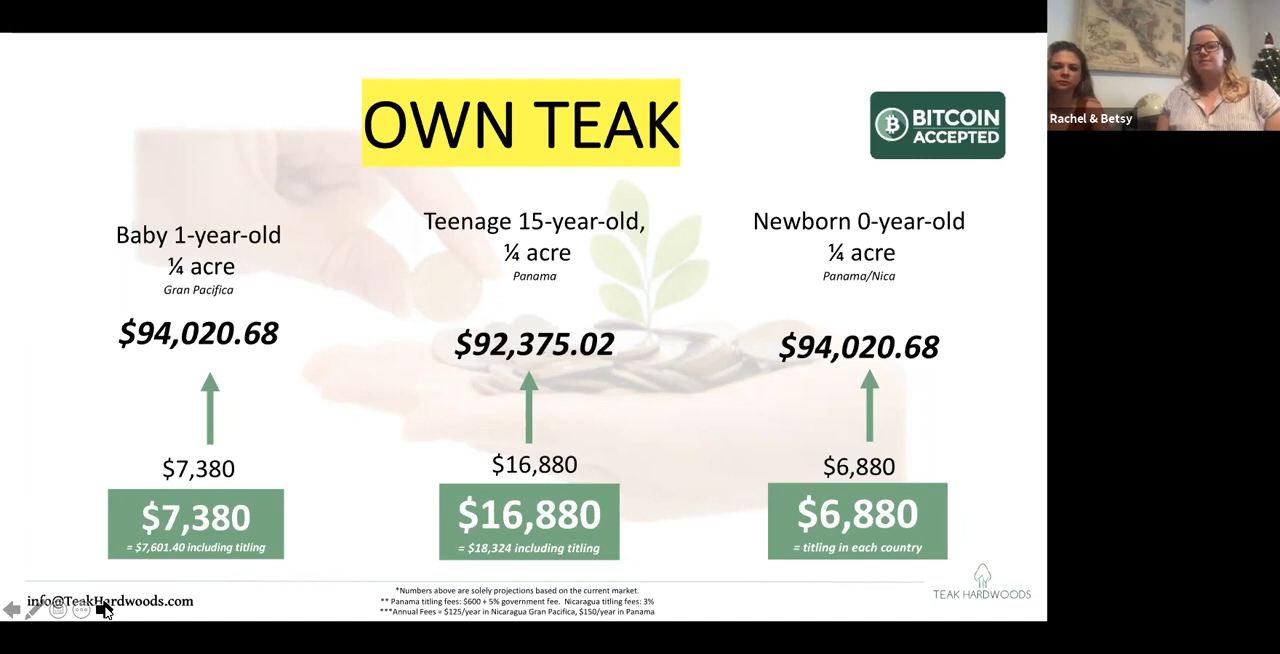 OWN TEAK
BITCOIN
ACCEPTED
Rachel & Betsy
Baby 1-year-old
¼ acre
Gran Pacifica
$94,020.68
$7,380
$7,380
= $7,601.40 including titling
Teenage 15-year-old,
¼ acre
Panama
$92,375.02
$16,880
$16,880
= $18,324 including titling
Newborn 0-year-old
¼ acre
Panama/Nica
$94,020.68
$6,880
$6,880
= titling in each country
info@TeakHardwoods.com
*Numbers above are solely projections based on the current market.
** Panama titling fees: $600 + 5% government fee. Nicaragua titling fees: 3%
***Annual Fees = $125/year in Nicaragua Gran Pacifica, $150/year in Panama
TEAK HARDWOODS